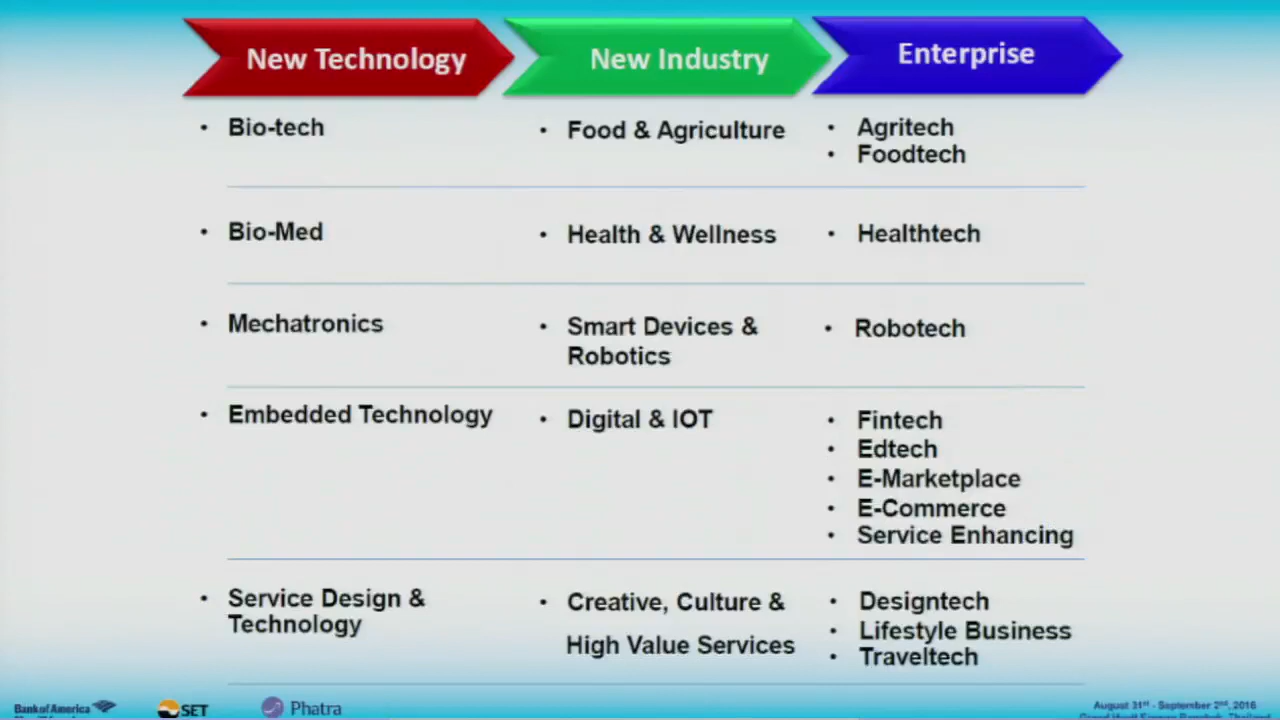 New Technology
New Industry
Enterprise
• Bio-tech
• Food & Agriculture
• Agritech
• Foodtech
• Bio-Med
• Health & Wellness
• Healthtech
• Mechatronics
• Smart Devices &
Robotics
• Robotech
• Embedded Technology
• Digital & IOT
• Fintech
• Edtech
• E-Marketplace
• E-Commerce
• Service Enhancing
• Service Design &
Technology
• Creative, Culture &
High Value Services
• Designtech
• Lifestyle Business
• Traveltech
Bank of America
SET
Phatra
August 31st - September 2nd, 2016